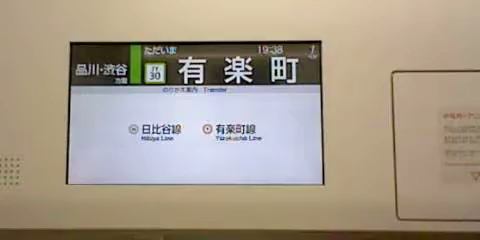 ただいま 19:38 1
品川・渋谷 JY 30 有楽町
方面
のりかえ案内 Transfer
日比谷線 有楽町線
Hibiya Line Yurakucho Line